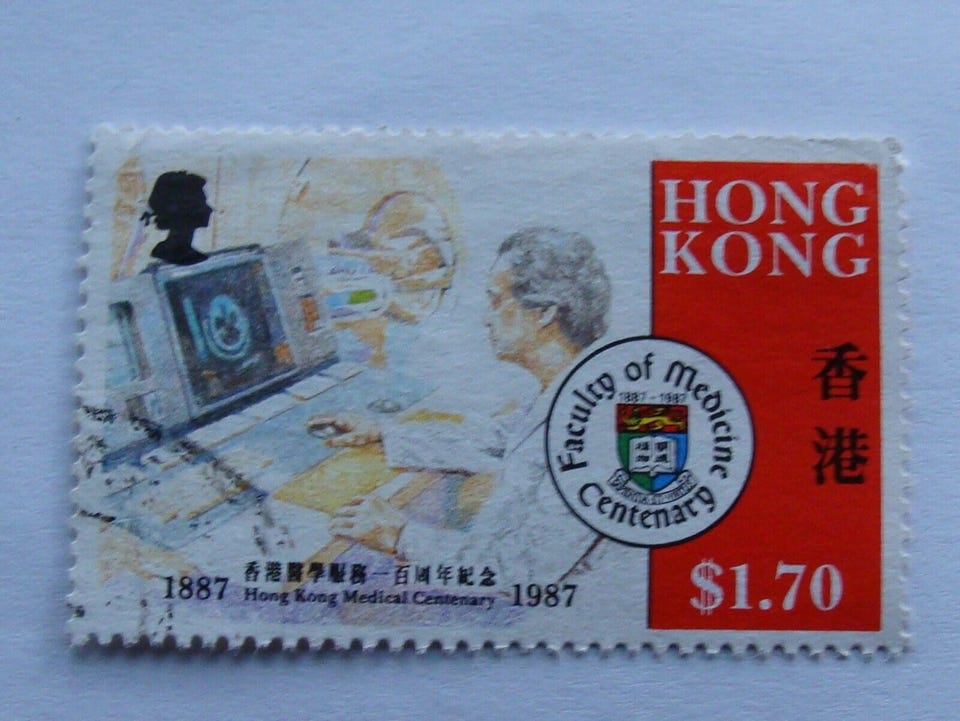 HONG
KONG
香
港
Faculty of Medicine
1887 - 1987
Centenary
$1.70
1887 香港醫學服務一百周年紀念 1987
Hong Kong Medical Centenary